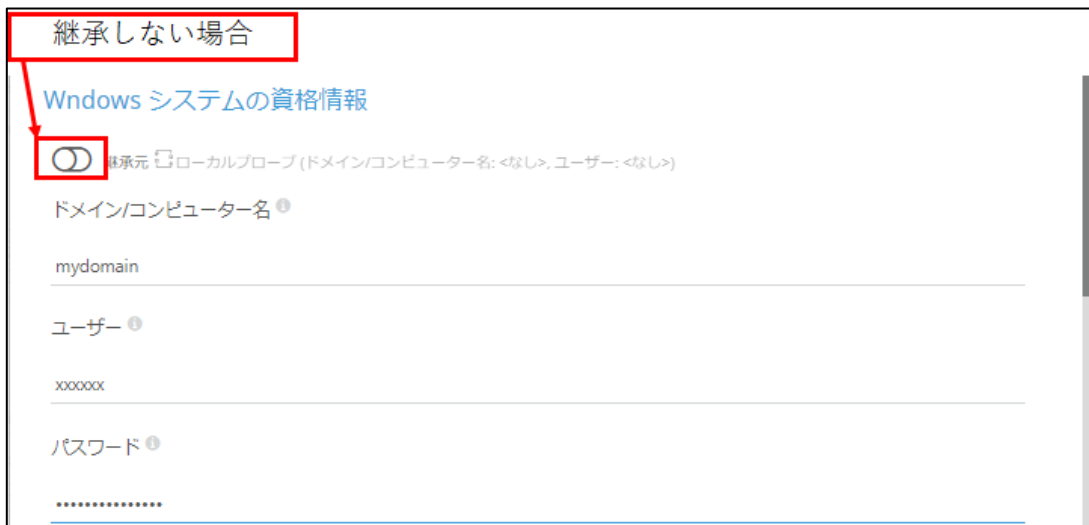 継承しない場合
Wndows システムの資格情報
継承元 ローカルプローブ (ドメイン/コンピューター名: <なし>, ユーザー: <なし>)
ドメイン/コンピューター名
mydomain
ユーザー
xxxxxx
パスワード
•••••••••••••••